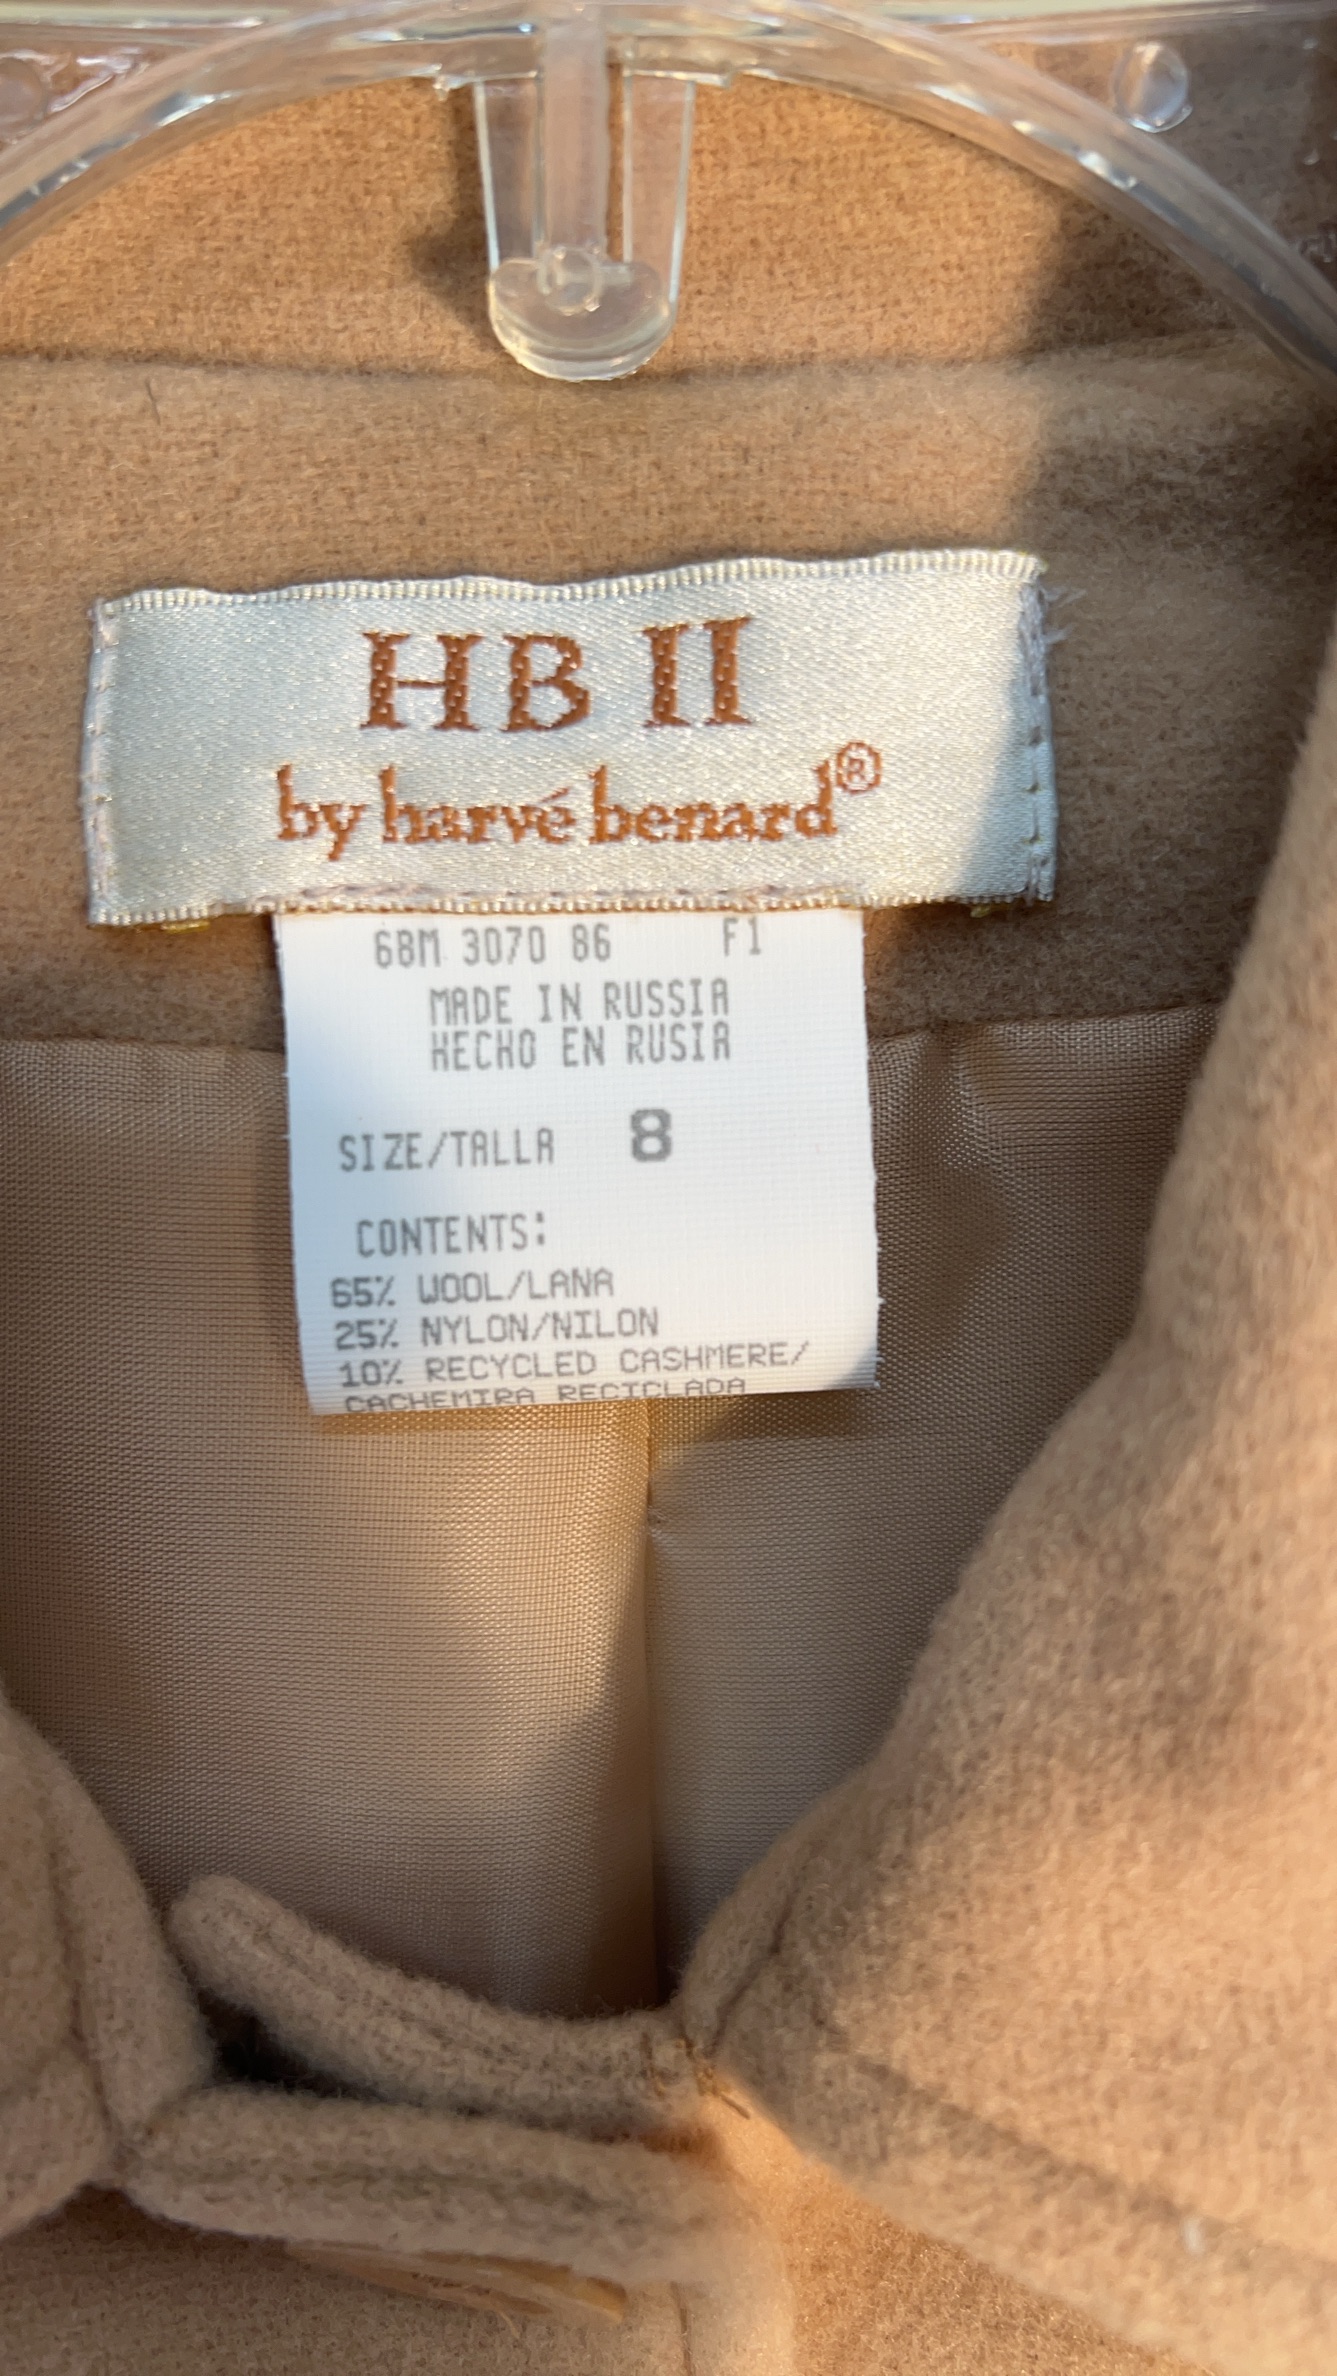 HB II
by harvé benard®
6BM 3070 86 F1
MADE IN RUSSIA
HECHO EN RUSIA
SIZE/TALLA 8
CONTENTS:
65% WOOL/LANA
25% NYLON/NILON
10% RECYCLED CASHMERE/
CACHEMIRA RECICLADA